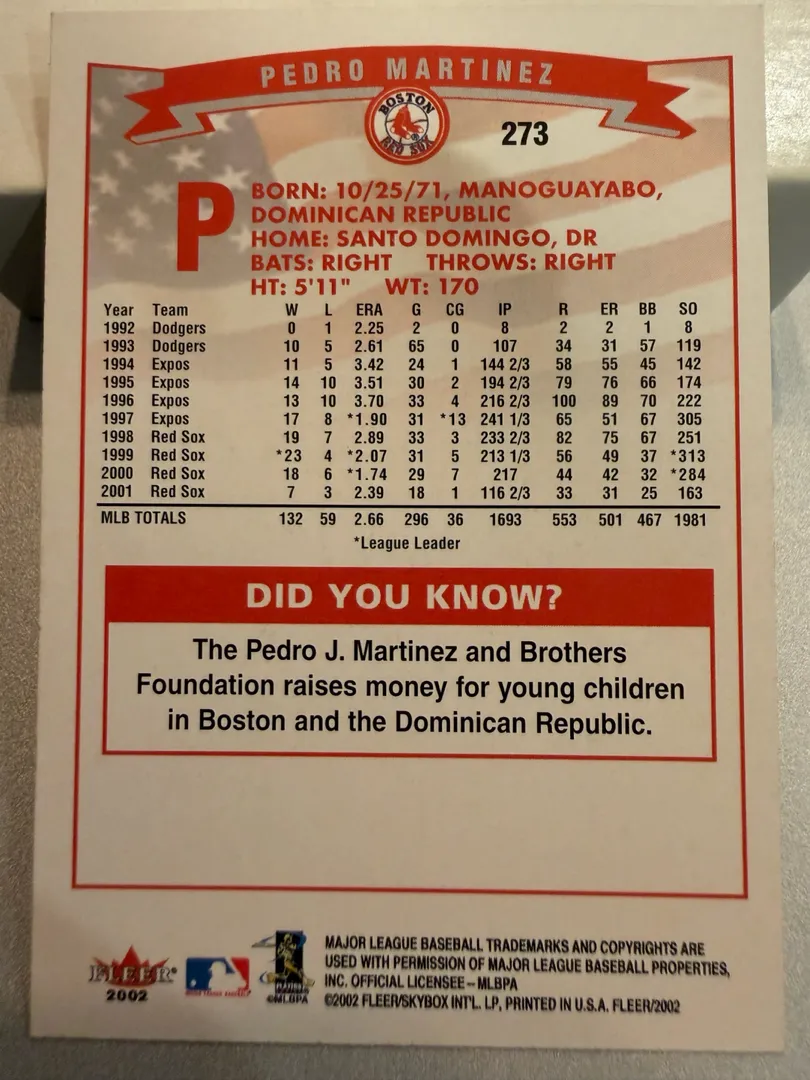 PEDRO MARTINEZ
BOSTON
RED SOX
273
P
BORN: 10/25/71, MANOGUAYABO,
DOMINICAN REPUBLIC
HOME: SANTO DOMINGO, DR
BATS: RIGHT THROWS: RIGHT
HT: 5'11" WT: 170
Year Team W L ERA G CG IP R ER BB SO
1992 Dodgers 0 1 2.25 2 0 8 2 2 1 8
1993 Dodgers 10 5 2.61 65 0 107 34 31 57 119
1994 Expos 11 5 3.42 24 1 144 2/3 58 55 45 142
1995 Expos 14 10 3.51 30 2 194 2/3 79 76 66 174
1996 Expos 13 10 3.70 33 4 216 2/3 100 89 70 222
1997 Expos 17 8 *1.90 31 *13 241 1/3 65 51 67 305
1998 Red Sox 19 7 2.89 33 3 233 2/3 82 75 67 251
1999 Red Sox *23 4 *2.07 31 5 213 1/3 56 49 37 *313
2000 Red Sox 18 6 *1.74 29 7 217 44 42 32 *284
2001 Red Sox 7 3 2.39 18 1 116 2/3 33 31 25 163
MLB TOTALS 132 59 2.66 296 36 1693 553 501 467 1981
*League Leader
DID YOU KNOW?
The Pedro J. Martinez and Brothers
Foundation raises money for young children
in Boston and the Dominican Republic.
FLEER®
2002
©MLBPA
MAJOR LEAGUE BASEBALL TRADEMARKS AND COPYRIGHTS ARE
USED WITH PERMISSION OF MAJOR LEAGUE BASEBALL PROPERTIES,
INC. OFFICIAL LICENSEE – MLBPA
©2002 FLEER/SKYBOX INT'L. LP, PRINTED IN U.S.A. FLEER/2002